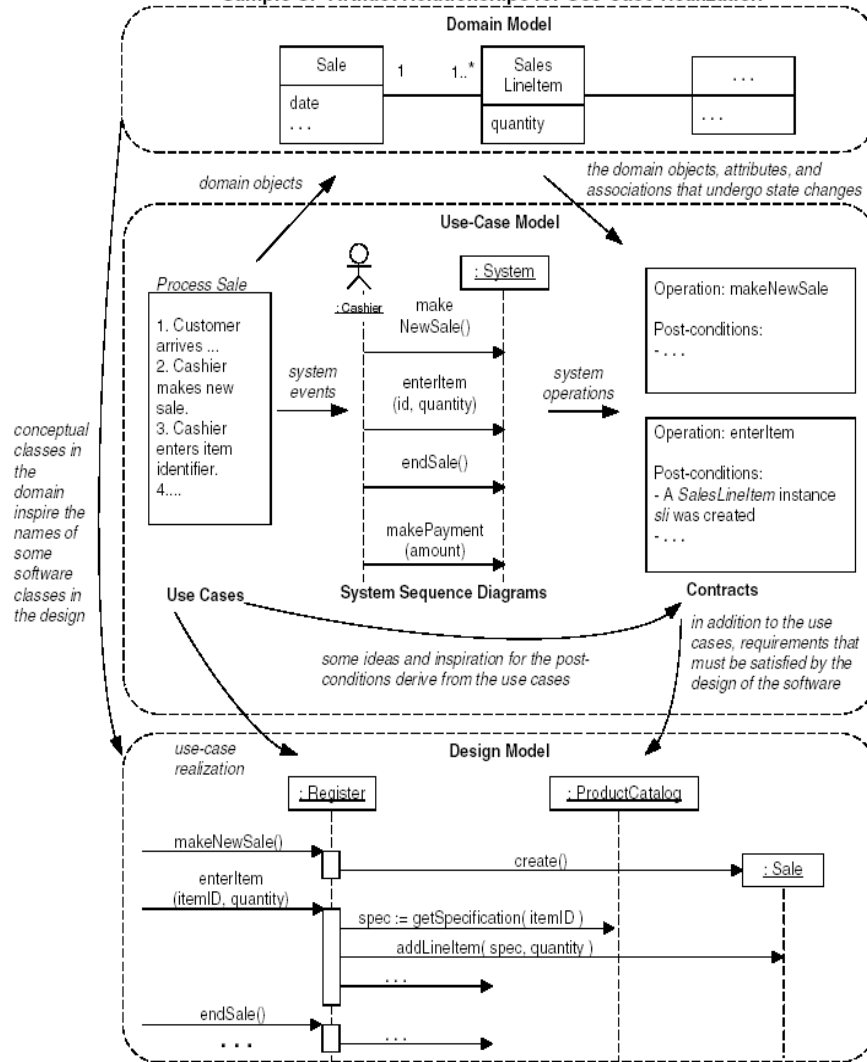 Domain Model
Sale
1
1..*
Sales
LineItem
. . .
date
. . .
quantity
. . .
domain objects
the domain objects, attributes, and
associations that undergo state changes
Use-Case Model
Process Sale
1. Customer
arrives ...
2. Cashier
makes new
sale.
3. Cashier
enters item
identifier.
4....
system
events
: Cashier
: System
make
NewSale()
enterItem
(id, quantity)
endSale()
makePayment
(amount)
system
operations
Operation: makeNewSale
Post-conditions:
- . . .
Operation: enterItem
Post-conditions:
- A SalesLineItem instance
sli was created
- . . .
conceptual
classes in
the
domain
inspire the
names of
some
software
classes in
the design
Use Cases
System Sequence Diagrams
Contracts
some ideas and inspiration for the post-
conditions derive from the use cases
in addition to the use
cases, requirements that
must be satisfied by the
design of the software
Design Model
use-case
realization
: Register
: ProductCatalog
makeNewSale()
create()
: Sale
enterItem
(itemID, quantity)
spec := getSpecification( itemID )
addLineItem( spec, quantity )
. . .
endSale()
. . .
. . .